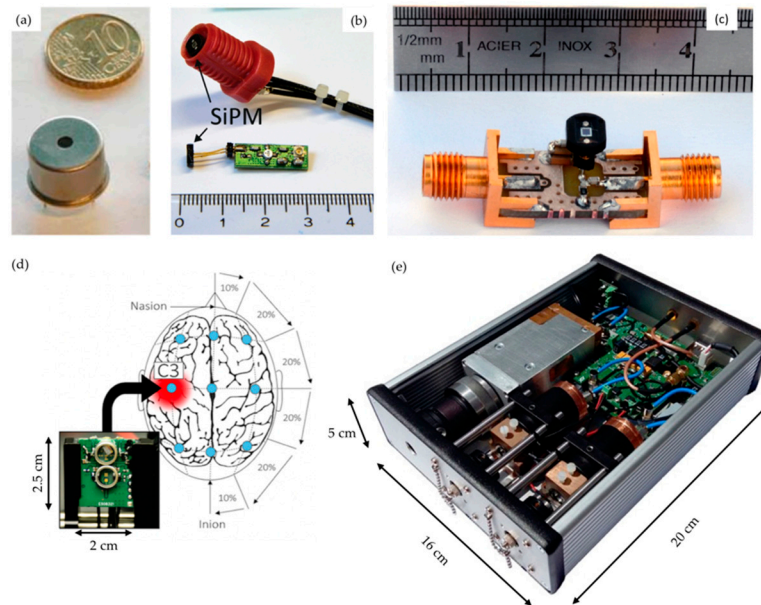 (a)
10
(b)
SiPM
0 1 2 3 4
(c)
1/2mm
mm 1 ACIER 2 INOX 3 4
(d)
10%
Nasion
20%
20%
C3
20%
20%
10%
Inion
2.5 cm
2 cm
(e)
5 cm
16 cm
20 cm